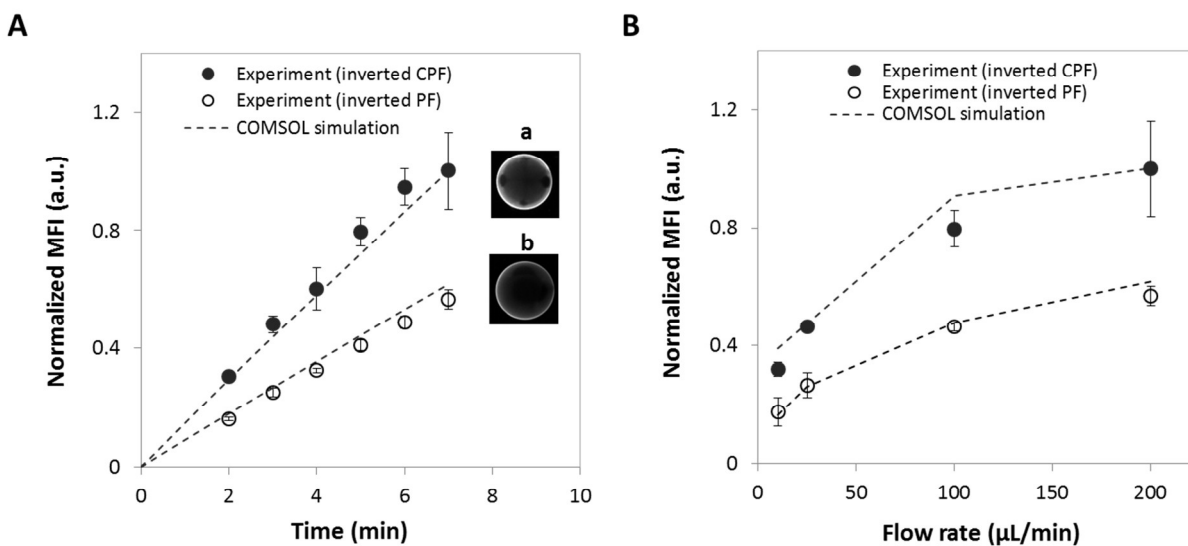 A
Experiment (inverted CPF)
Experiment (inverted PF)
COMSOL simulation
a
b
Normalized MFI (a.u.)
1.2
0.8
0.4
0
0
2
4
6
8
10
Time (min)
B
Experiment (inverted CPF)
Experiment (inverted PF)
COMSOL simulation
Normalized MFI (a.u.)
1.2
0.8
0.4
0
0
50
100
150
200
Flow rate (µL/min)